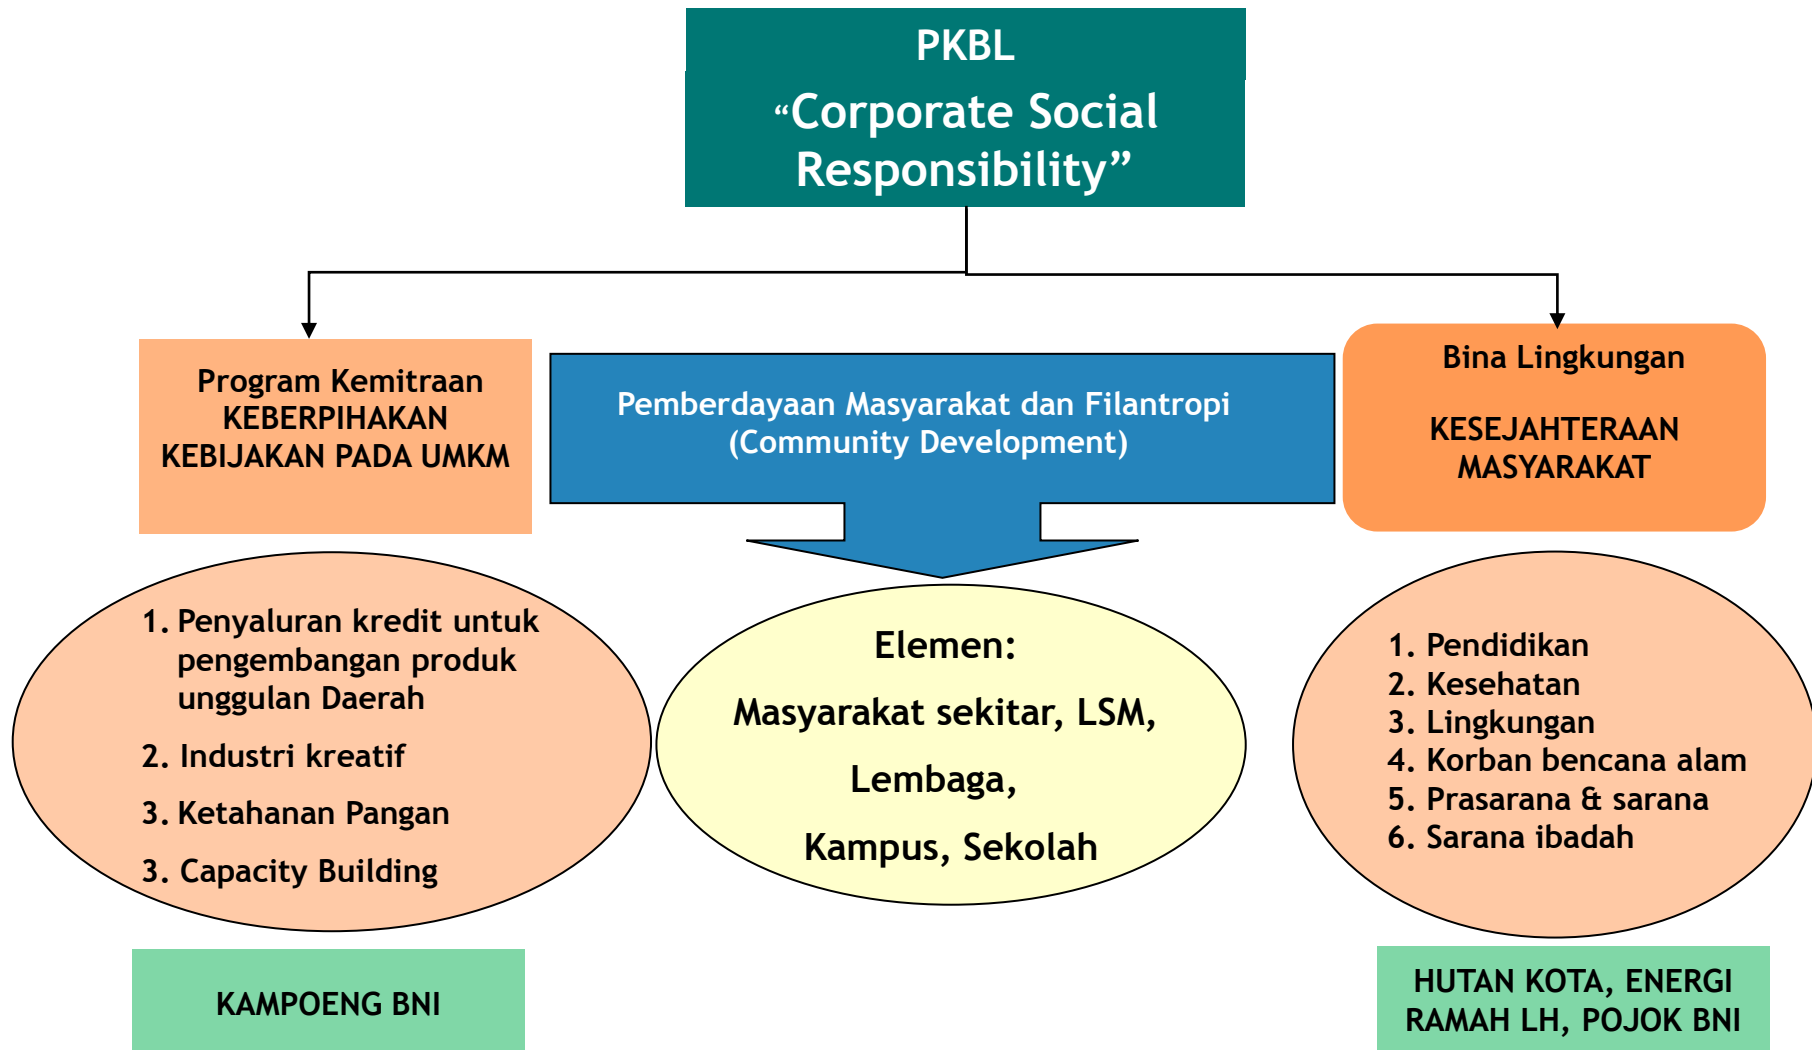 PKBL
“Corporate Social
Responsibility”
Program Kemitraan
KEBERPIHAKAN
KEBIJAKAN PADA UMKM
Pemberdayaan Masyarakat dan Filantropi
(Community Development)
Bina Lingkungan
KESEJAHTERAAN
MASYARAKAT
1. Penyaluran kredit untuk
pengembangan produk
unggulan Daerah
2. Industri kreatif
3. Ketahanan Pangan
3. Capacity Building
Elemen:
Masyarakat sekitar, LSM,
Lembaga,
Kampus, Sekolah
1. Pendidikan
2. Kesehatan
3. Lingkungan
4. Korban bencana alam
5. Prasarana & sarana
6. Sarana ibadah
KAMPOENG BNI
HUTAN KOTA, ENERGI
RAMAH LH, POJOK BNI